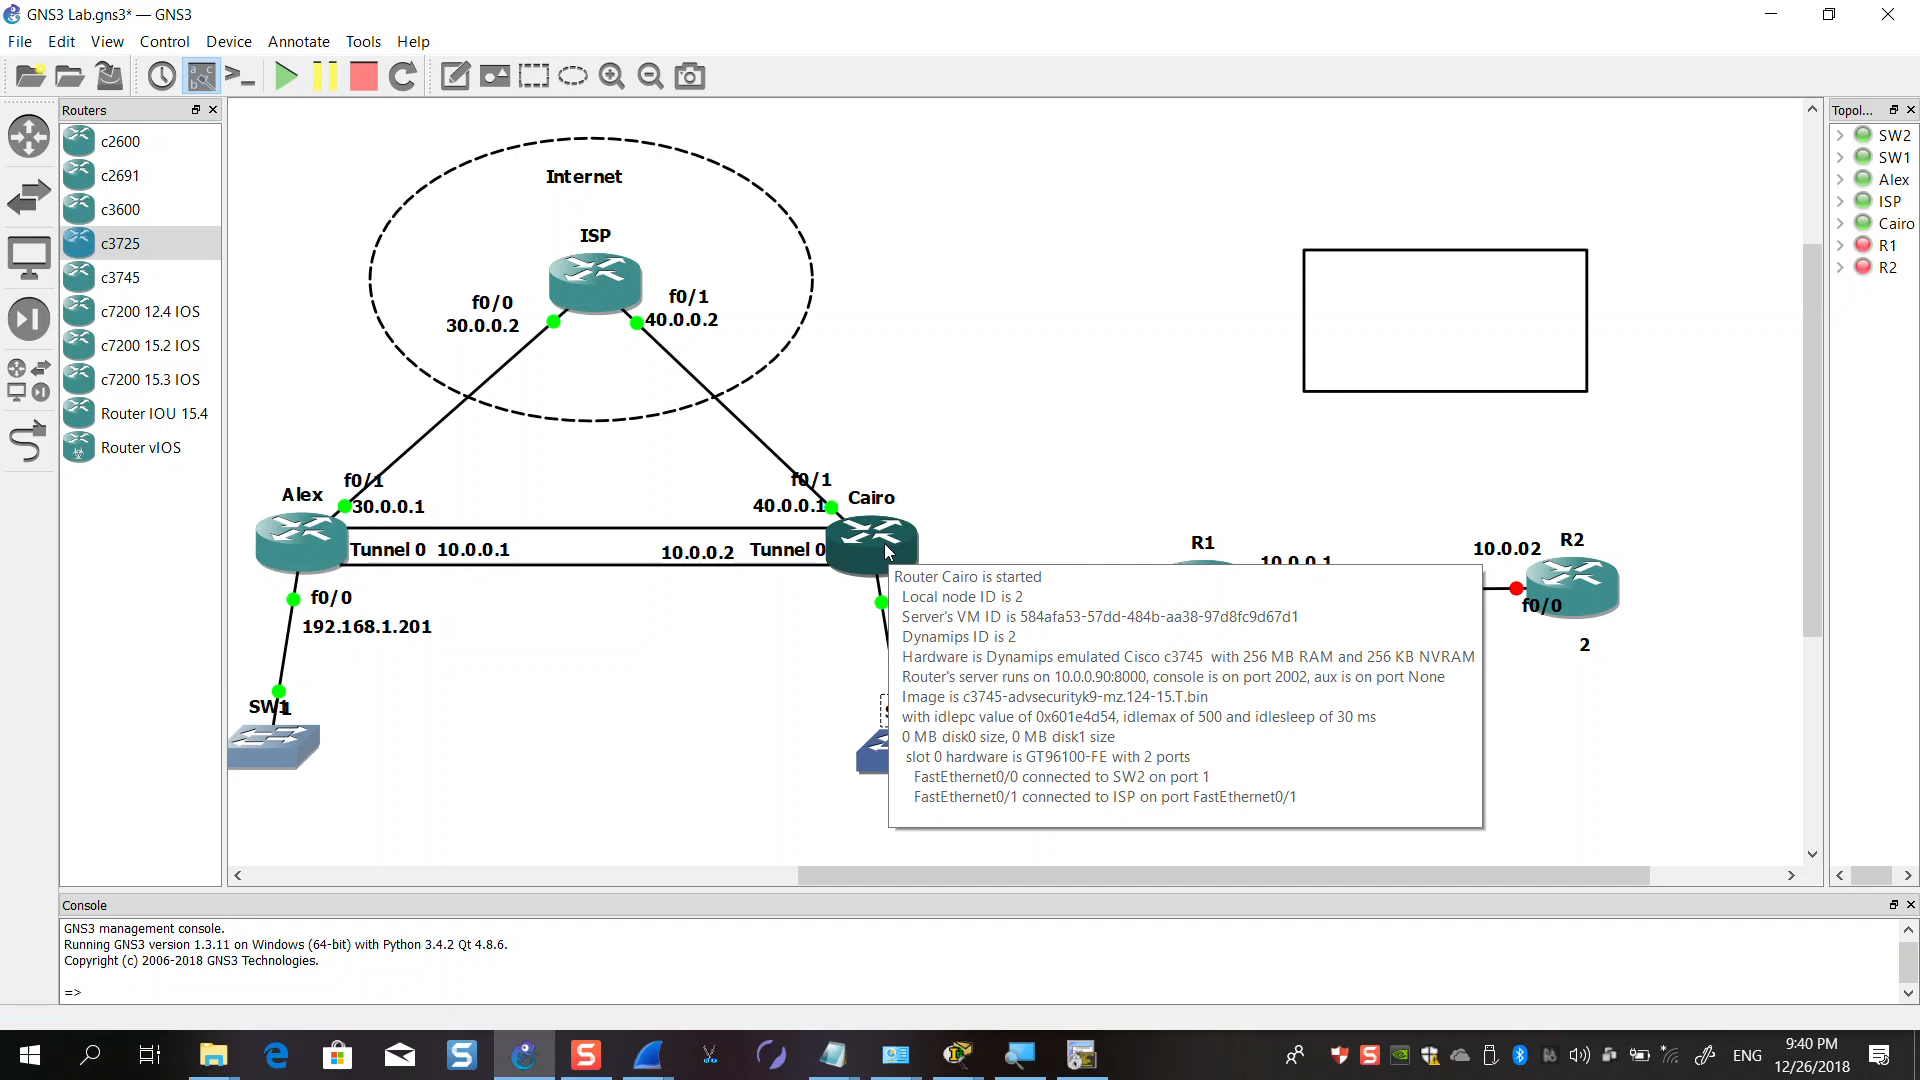 GNS3 Lab.gns3* — GNS3
File Edit View Control Device Annotate Tools Help
Routers
c2600
c2691
c3600
c3725
c3745
c7200 12.4 IOS
c7200 15.2 IOS
c7200 15.3 IOS
Router IOU 15.4
Router vIOS
Internet
ISP
f0/0
30.0.0.2
f0/1
40.0.0.2
Alex
f0/1
30.0.0.1
f0/1
40.0.0.1
Cairo
Tunnel 0 10.0.0.1
10.0.0.2 Tunnel 0
f0/0
192.168.1.201
SW1
1
R1
10.0.0.1
10.0.02
R2
f0/0
2
Router Cairo is started
Local node ID is 2
Server's VM ID is 584afa53-57dd-484b-aa38-97d8fc9d67d1
Dynamips ID is 2
Hardware is Dynamips emulated Cisco c3745 with 256 MB RAM and 256 KB NVRAM
Router's server runs on 10.0.0.90:8000, console is on port 2002, aux is on port None
Image is c3745-advsecurityk9-mz.124-15.T.bin
with idlepc value of 0x601e4d54, idlemax of 500 and idlesleep of 30 ms
0 MB disk0 size, 0 MB disk1 size
slot 0 hardware is GT96100-FE with 2 ports
FastEthernet0/0 connected to SW2 on port 1
FastEthernet0/1 connected to ISP on port FastEthernet0/1
Topol...
SW2
SW1
Alex
ISP
Cairo
R1
R2
Console
GNS3 management console.
Running GNS3 version 1.3.11 on Windows (64-bit) with Python 3.4.2 Qt 4.8.6.
Copyright (c) 2006-2018 GNS3 Technologies.
=>
ENG
9:40 PM
12/26/2018